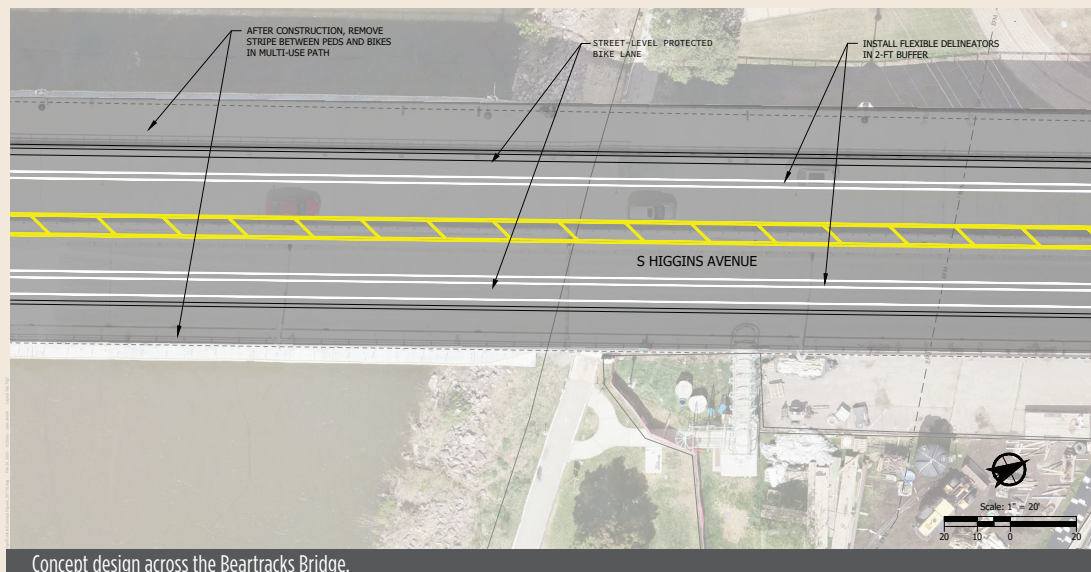 AFTER CONSTRUCTION, REMOVE
STRIPE BETWEEN PEDS AND BIKES
IN MULTI-USE PATH
STREET-LEVEL PROTECTED
BIKE LANE
INSTALL FLEXIBLE DELINEATORS
IN 2-FT BUFFER
S HIGGINS AVENUE
Scale: 1" = 20'
20 10 0 20
Concept design across the Beartracks Bridge.